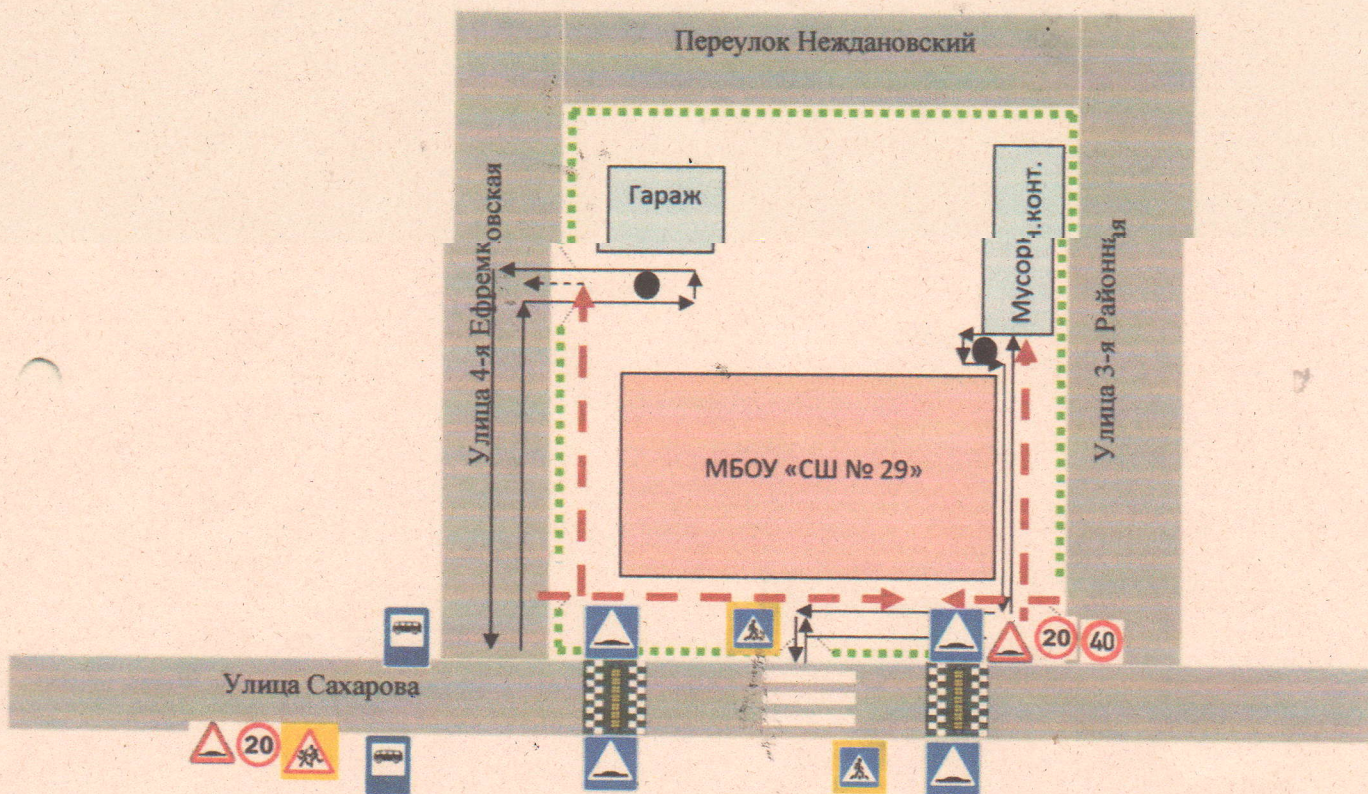 Переулок Неждановский
Гараж
Мусорн.конт.
Улица 4-я Ефремковская
Улица 3-я Районная
МБОУ «СШ № 29»
20
40
Улица Сахарова
20